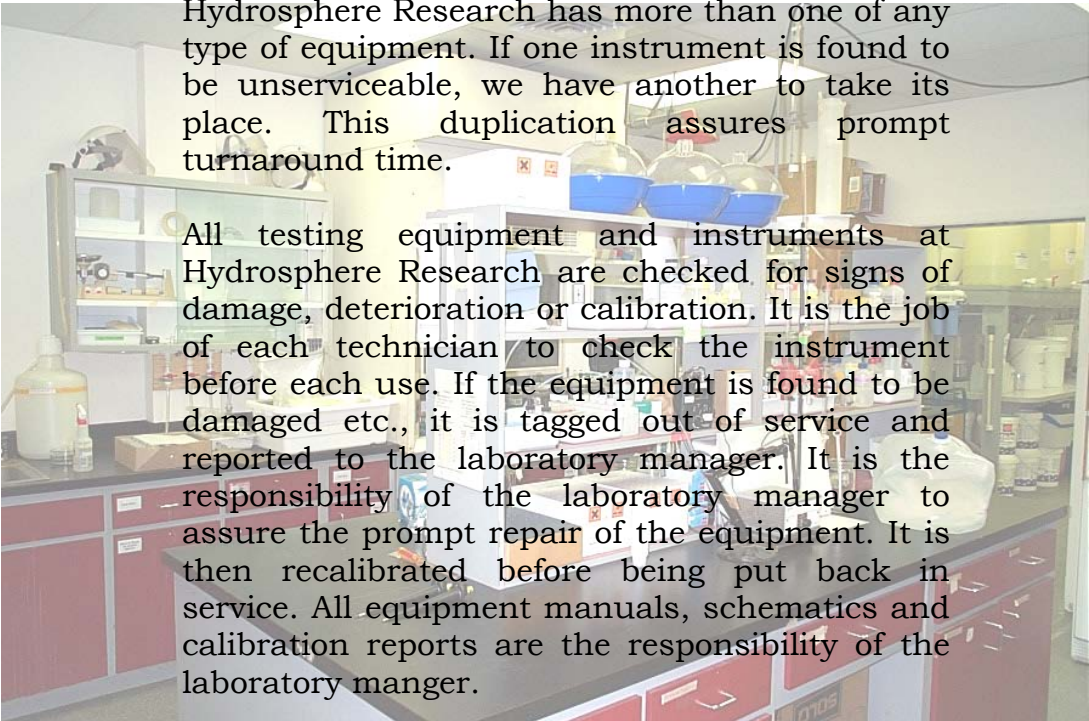 Hydrosphere Research has more than one of any
type of equipment. If one instrument is found to
be unserviceable, we have another to take its
place. This duplication assures prompt
turnaround time.
All testing equipment and instruments at
Hydrosphere Research are checked for signs of
damage, deterioration or calibration. It is the job
of each technician to check the instrument
before each use. If the equipment is found to be
damaged etc., it is tagged out of service and
reported to the laboratory manager. It is the
responsibility of the laboratory manager to
assure the prompt repair of the equipment. It is
then recalibrated before being put back in
service. All equipment manuals, schematics and
calibration reports are the responsibility of the
laboratory manger.